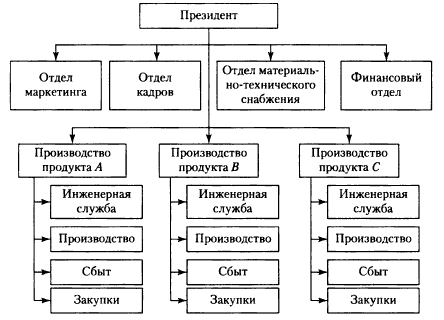 Президент
Отдел
маркетинга
Отдел
кадров
Отдел материаль-
но-технического
снабжения
Финансовый
отдел
Производство
продукта A
Производство
продукта B
Производство
продукта C
Инженерная
служба
Производство
Сбыт
Закупки
Инженерная
служба
Производство
Сбыт
Закупки
Инженерная
служба
Производство
Сбыт
Закупки